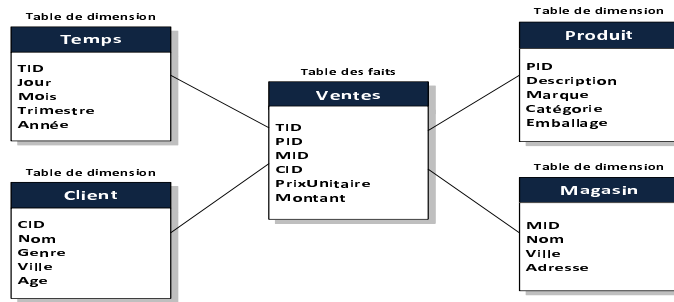 Table de dimension
Temps
TID
Jour
Mois
Trimestre
Année
Table de dimension
Client
CID
Nom
Genre
Ville
Age
Table des faits
Ventes
TID
PID
MID
CID
PrixUnitaire
Montant
Table de dimension
Produit
PID
Description
Marque
Catégorie
Emballage
Table de dimension
Magasin
MID
Nom
Ville
Adresse